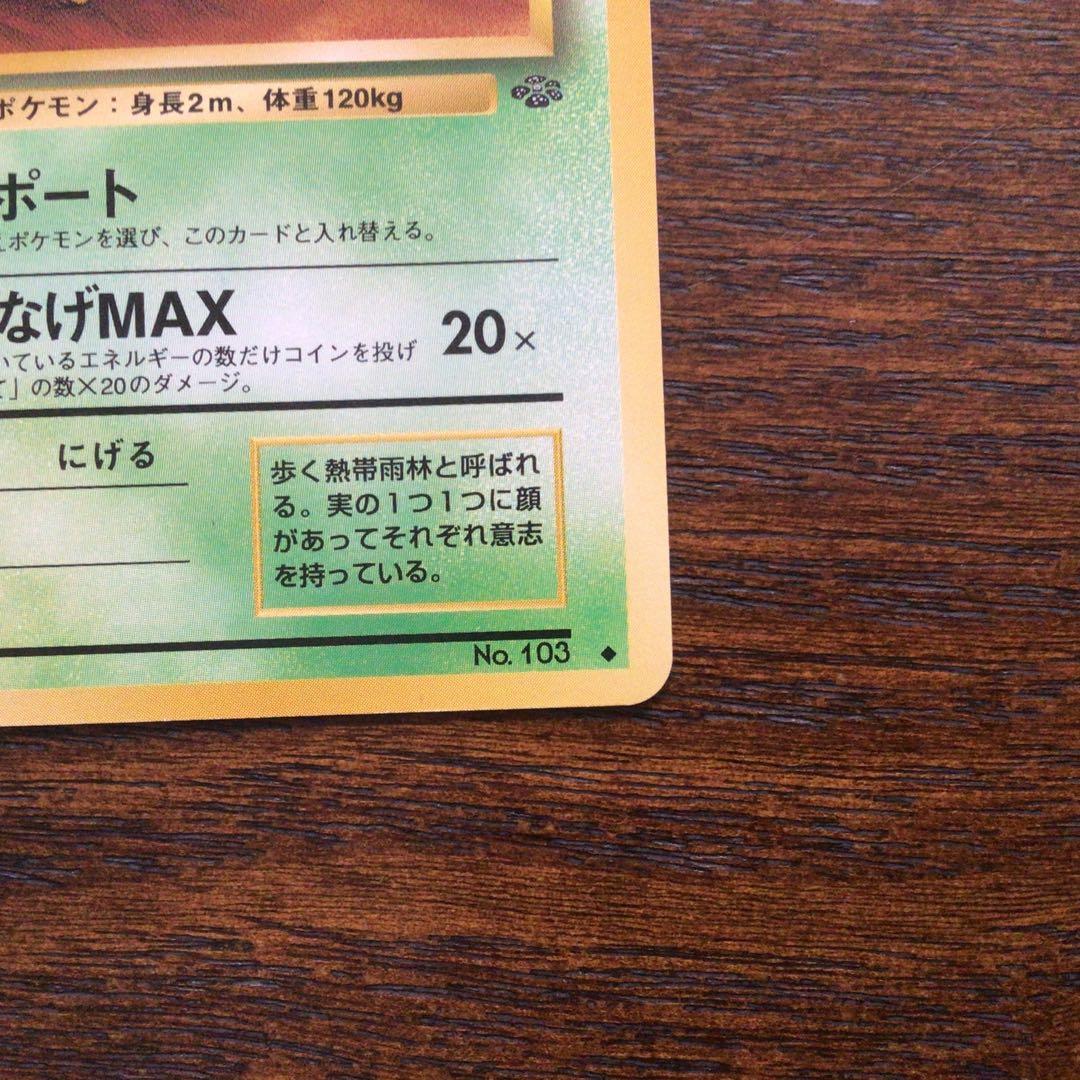 ポケモン：身長2m、体重120kg
ポート
ポケモンを選び、このカードと入れ替える。
なげMAX
20×
いているエネルギーの数だけコインを投げ
て」の数×20のダメージ。
にげる
歩く熱帯雨林と呼ばれ
る。実の1つ1つに顔
があってそれぞれ意志
を持っている。
No. 103 ◆